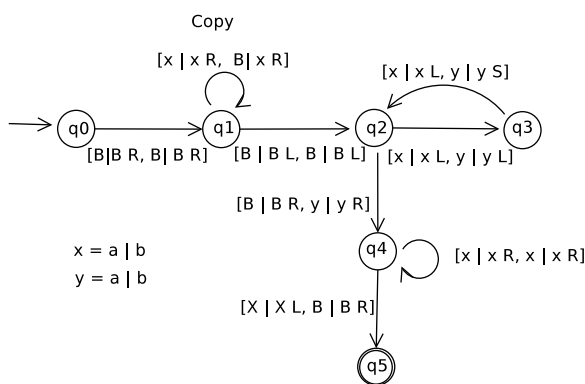 Copy
[x | x R, B| x R]
[x | x L, y | y S]
q0
q1
q2
q3
[B|B R, B| B R]
[B | B L, B | B L]
[x | x L, y | y L]
[B | B R, y | y R]
q4
x = a | b
[x | x R, x | x R]
y = a | b
[X | X L, B | B R]
q5